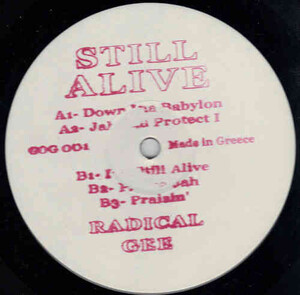 STILL
ALIVE
A1- Down Babylon
A2- Protect I
GOG 001 Made in Greece
B1- Still Alive
B2-
B3- Praisin'
RADICAL
GEE